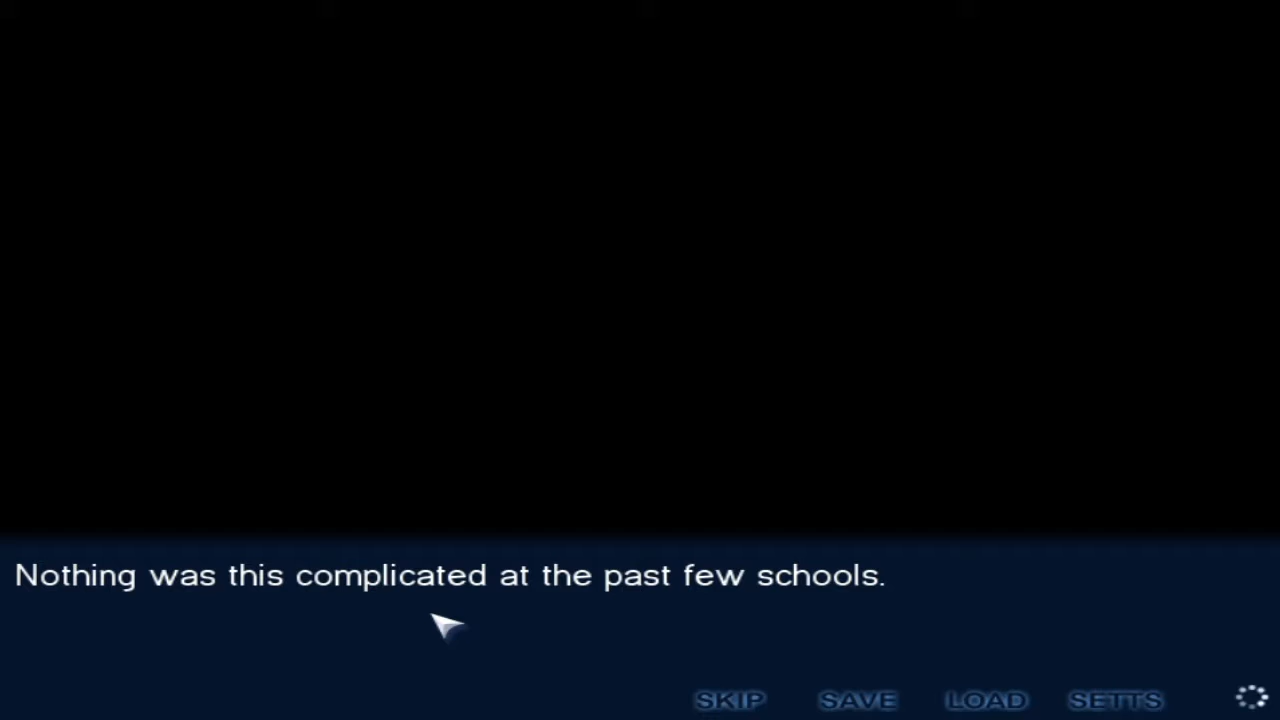 Nothing was this complicated at the past few schools.
SKIP SAVE LOAD SETTS